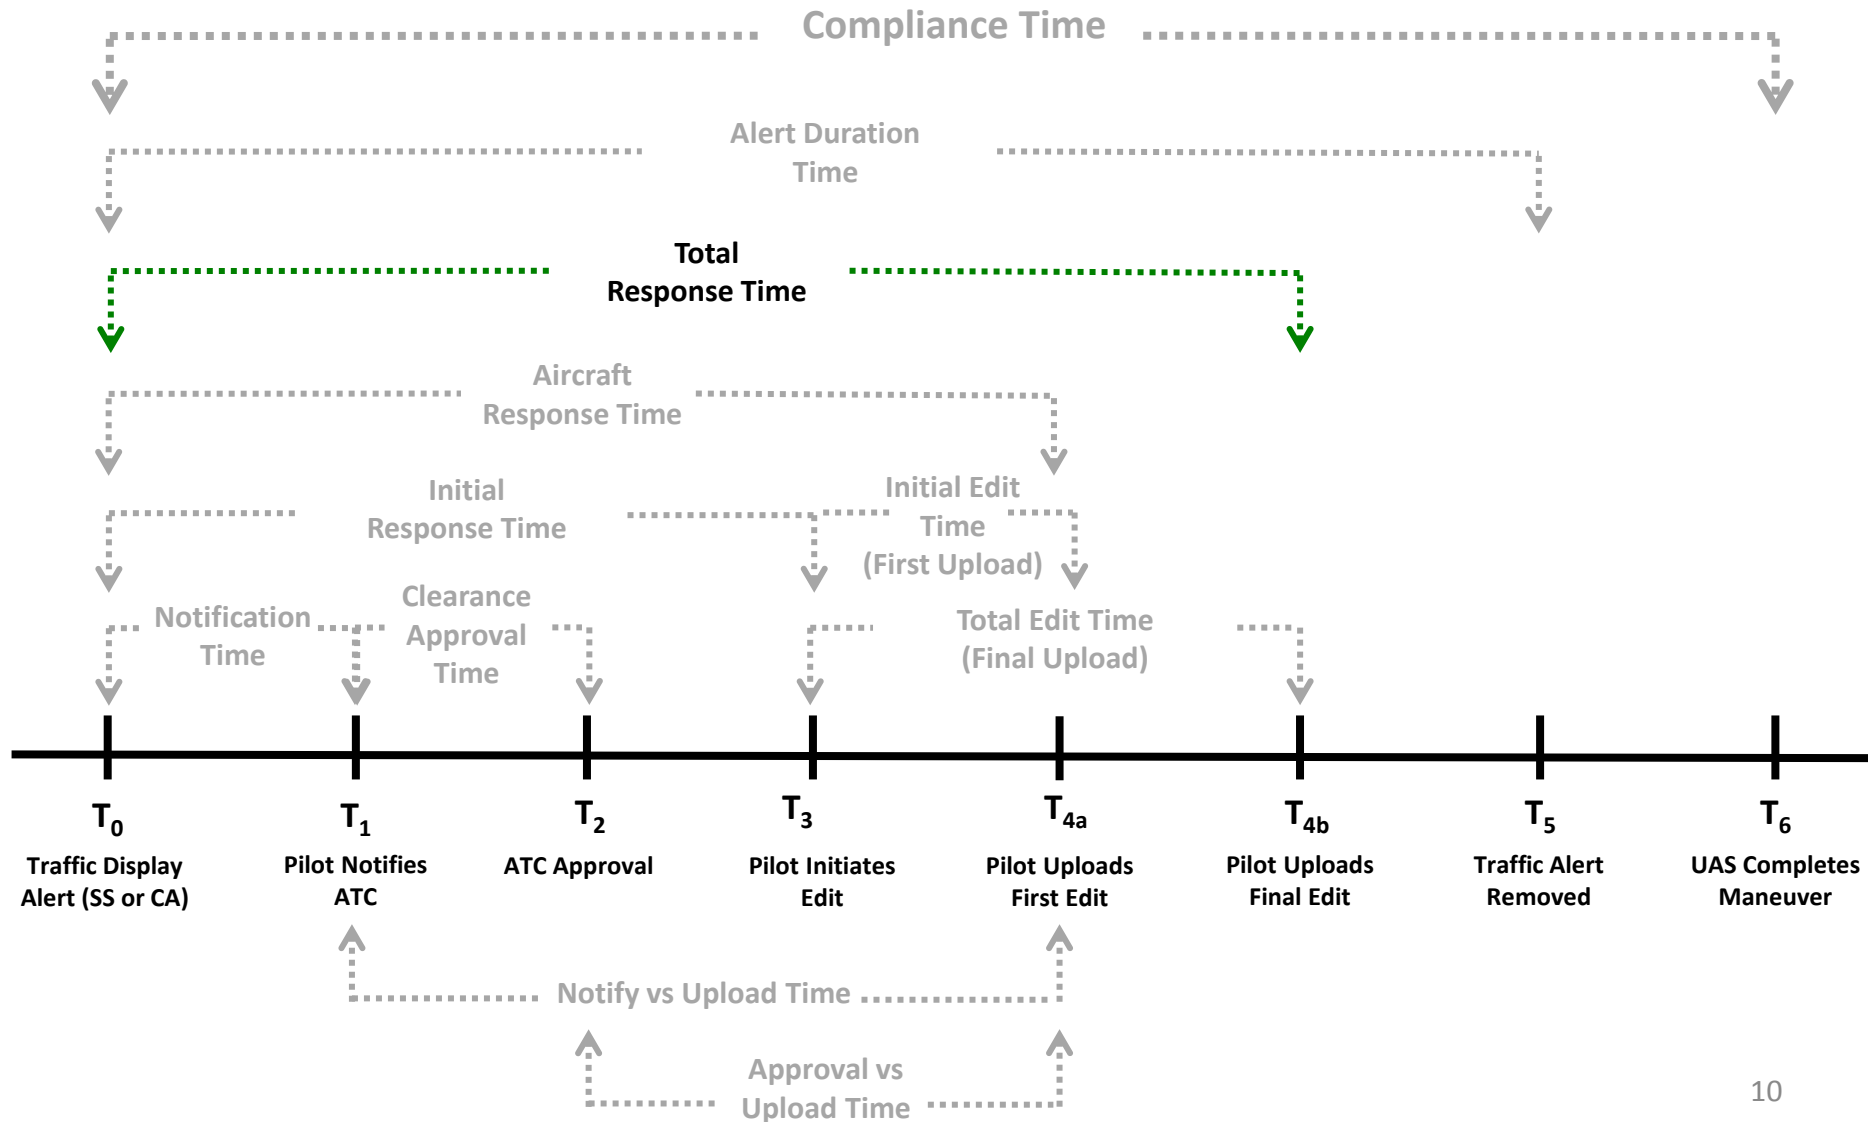 Compliance Time
Alert Duration
Time
Total
Response Time
Aircraft
Response Time
Initial
Response Time
Initial Edit
Time
(First Upload)
Notification
Time
Clearance
Approval
Time
Total Edit Time
(Final Upload)
T0
T1
T2
T3
T4a
T4b
T5
T6
Traffic Display
Alert (SS or CA)
Pilot Notifies
ATC
ATC Approval
Pilot Initiates
Edit
Pilot Uploads
First Edit
Pilot Uploads
Final Edit
Traffic Alert
Removed
UAS Completes
Maneuver
Notify vs Upload Time
Approval vs
Upload Time
10